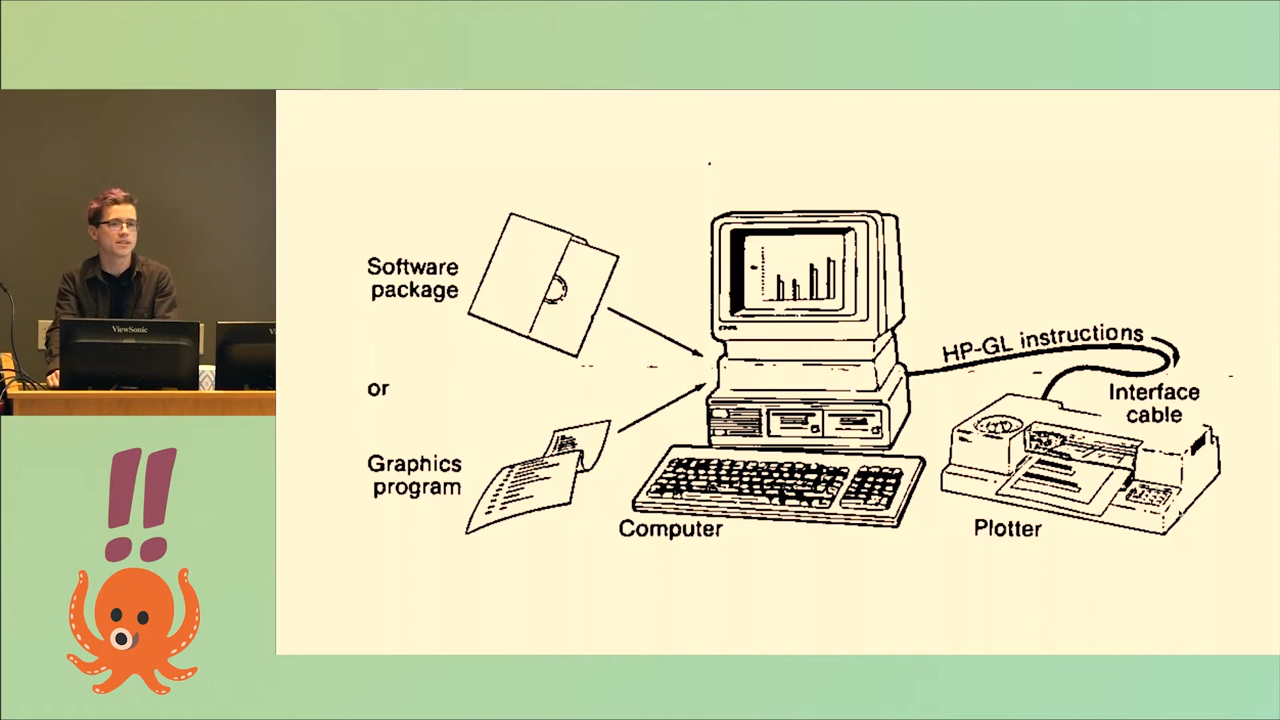 Software
package
or
Graphics
program
Computer
HP-GL instructions
Interface
cable
Plotter
ViewSonic
!!